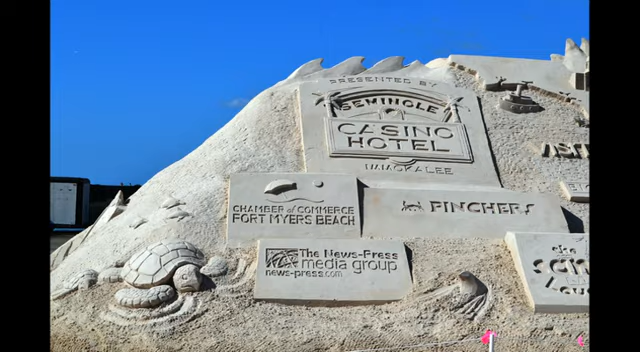 PRESENTED BY
SEMINOLE
CASINO
HOTEL
IMMOKALEE
CHAMBER of COMMERCE
FORT MYERS BEACH
PINCHERS
The News-Press
media group
news-press.com